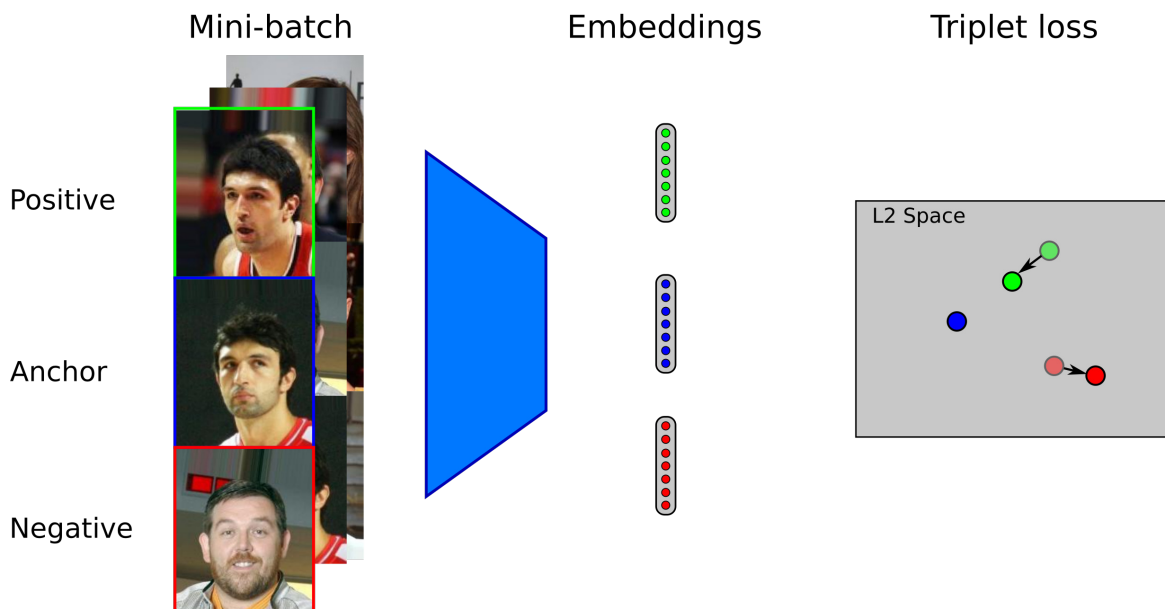 Mini-batch
Embeddings
Triplet loss
Positive
L2 Space
Anchor
Negative